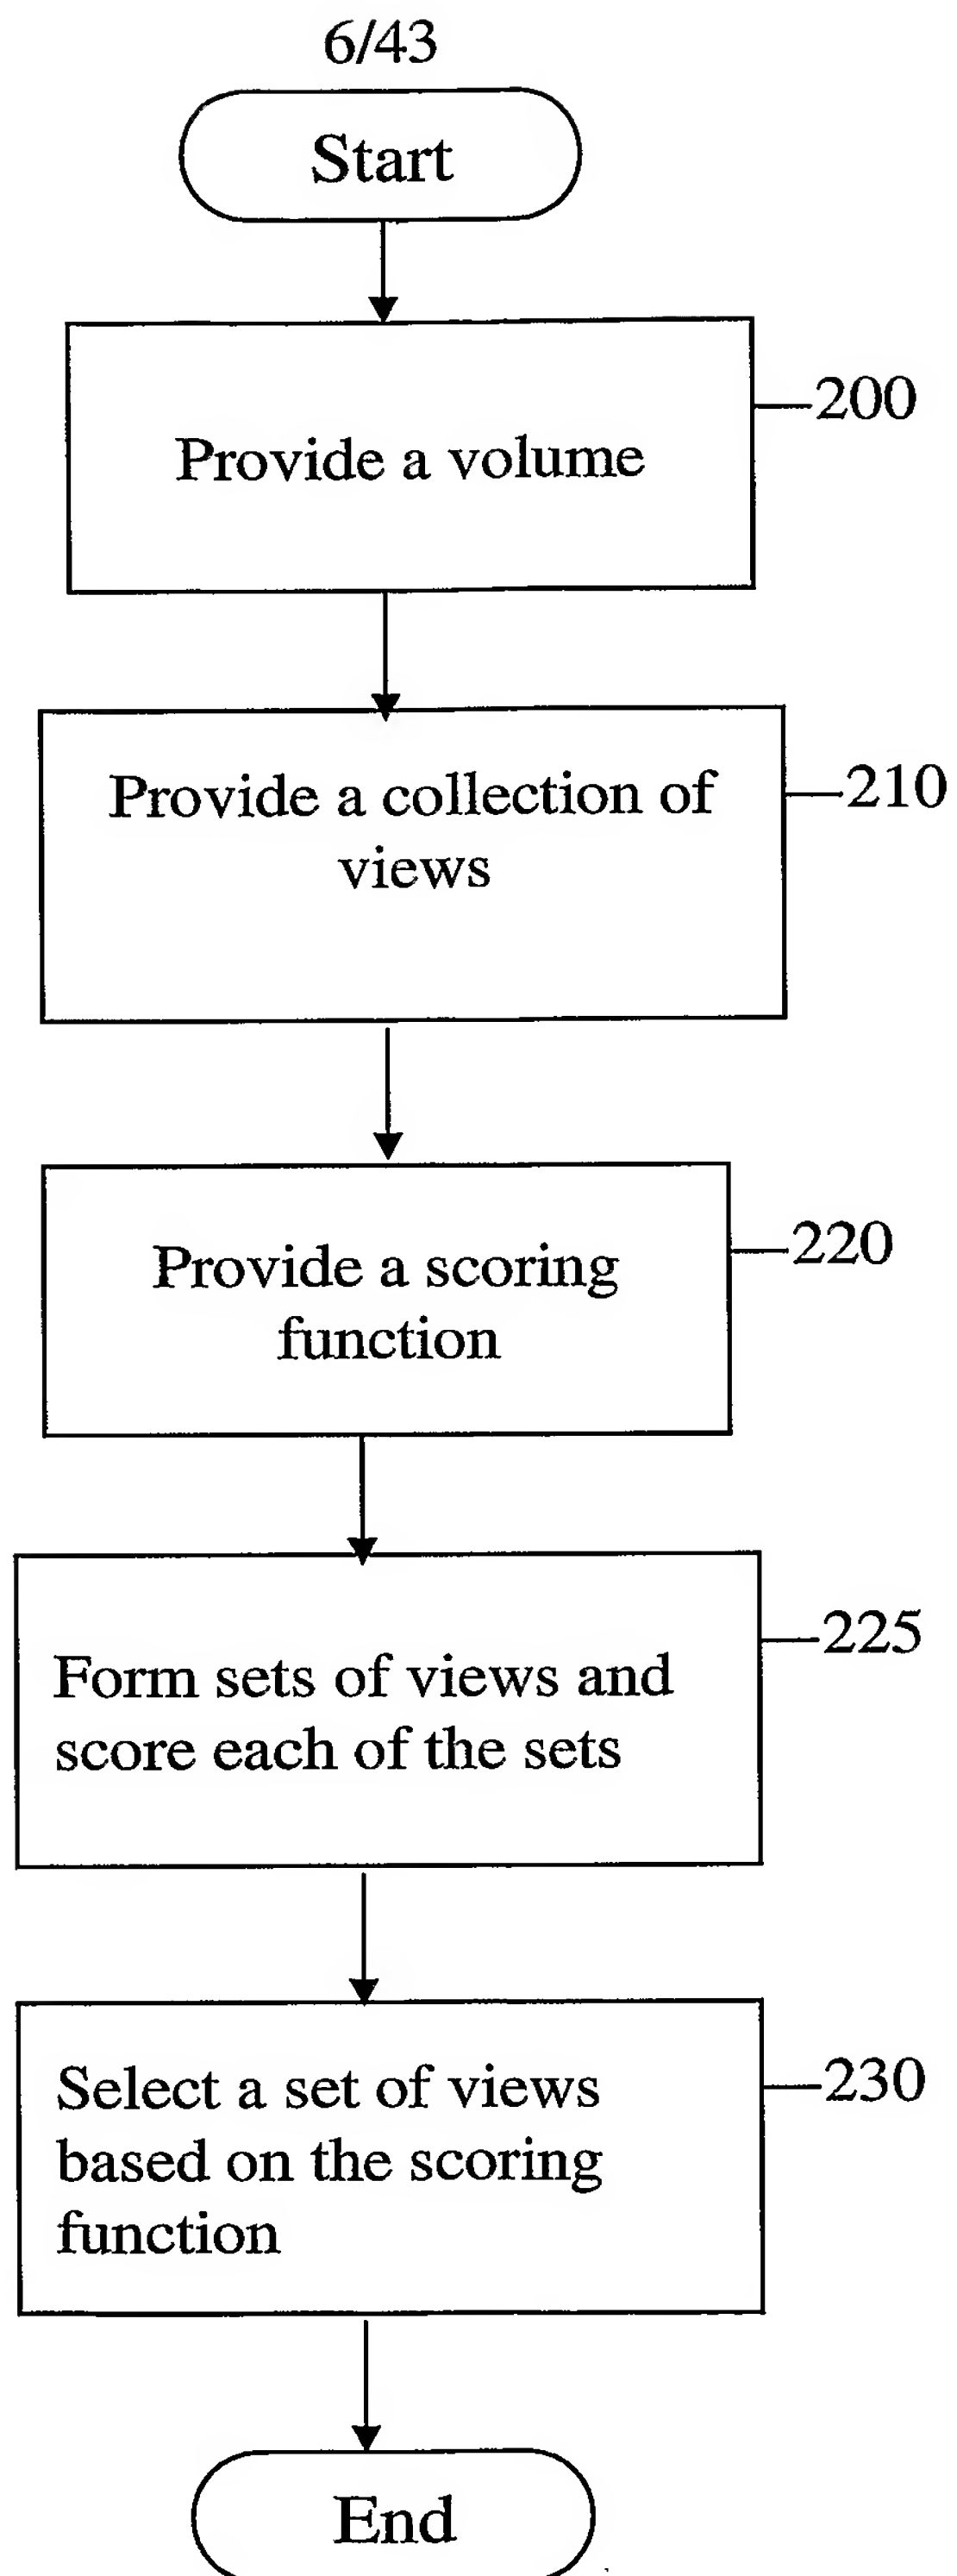 6/43
Start
Provide a volume
200
Provide a collection of
views
210
Provide a scoring
function
220
Form sets of views and
score each of the sets
225
Select a set of views
based on the scoring
function
230
End